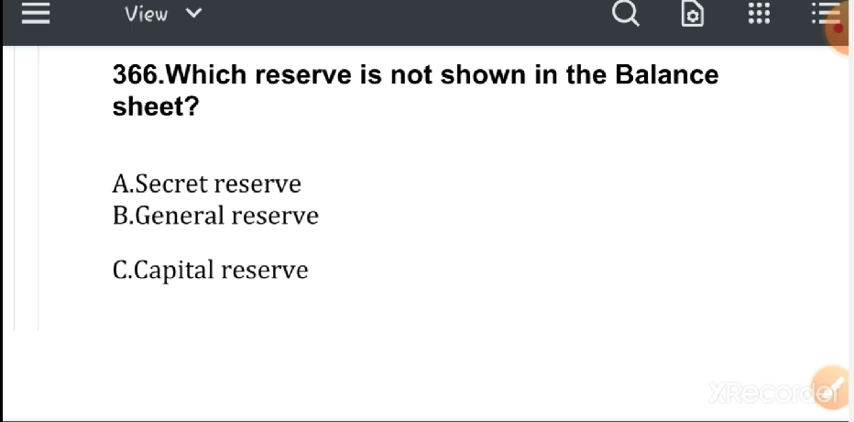 View
366.Which reserve is not shown in the Balance
sheet?
A.Secret reserve
B.General reserve
C.Capital reserve
XRecorder